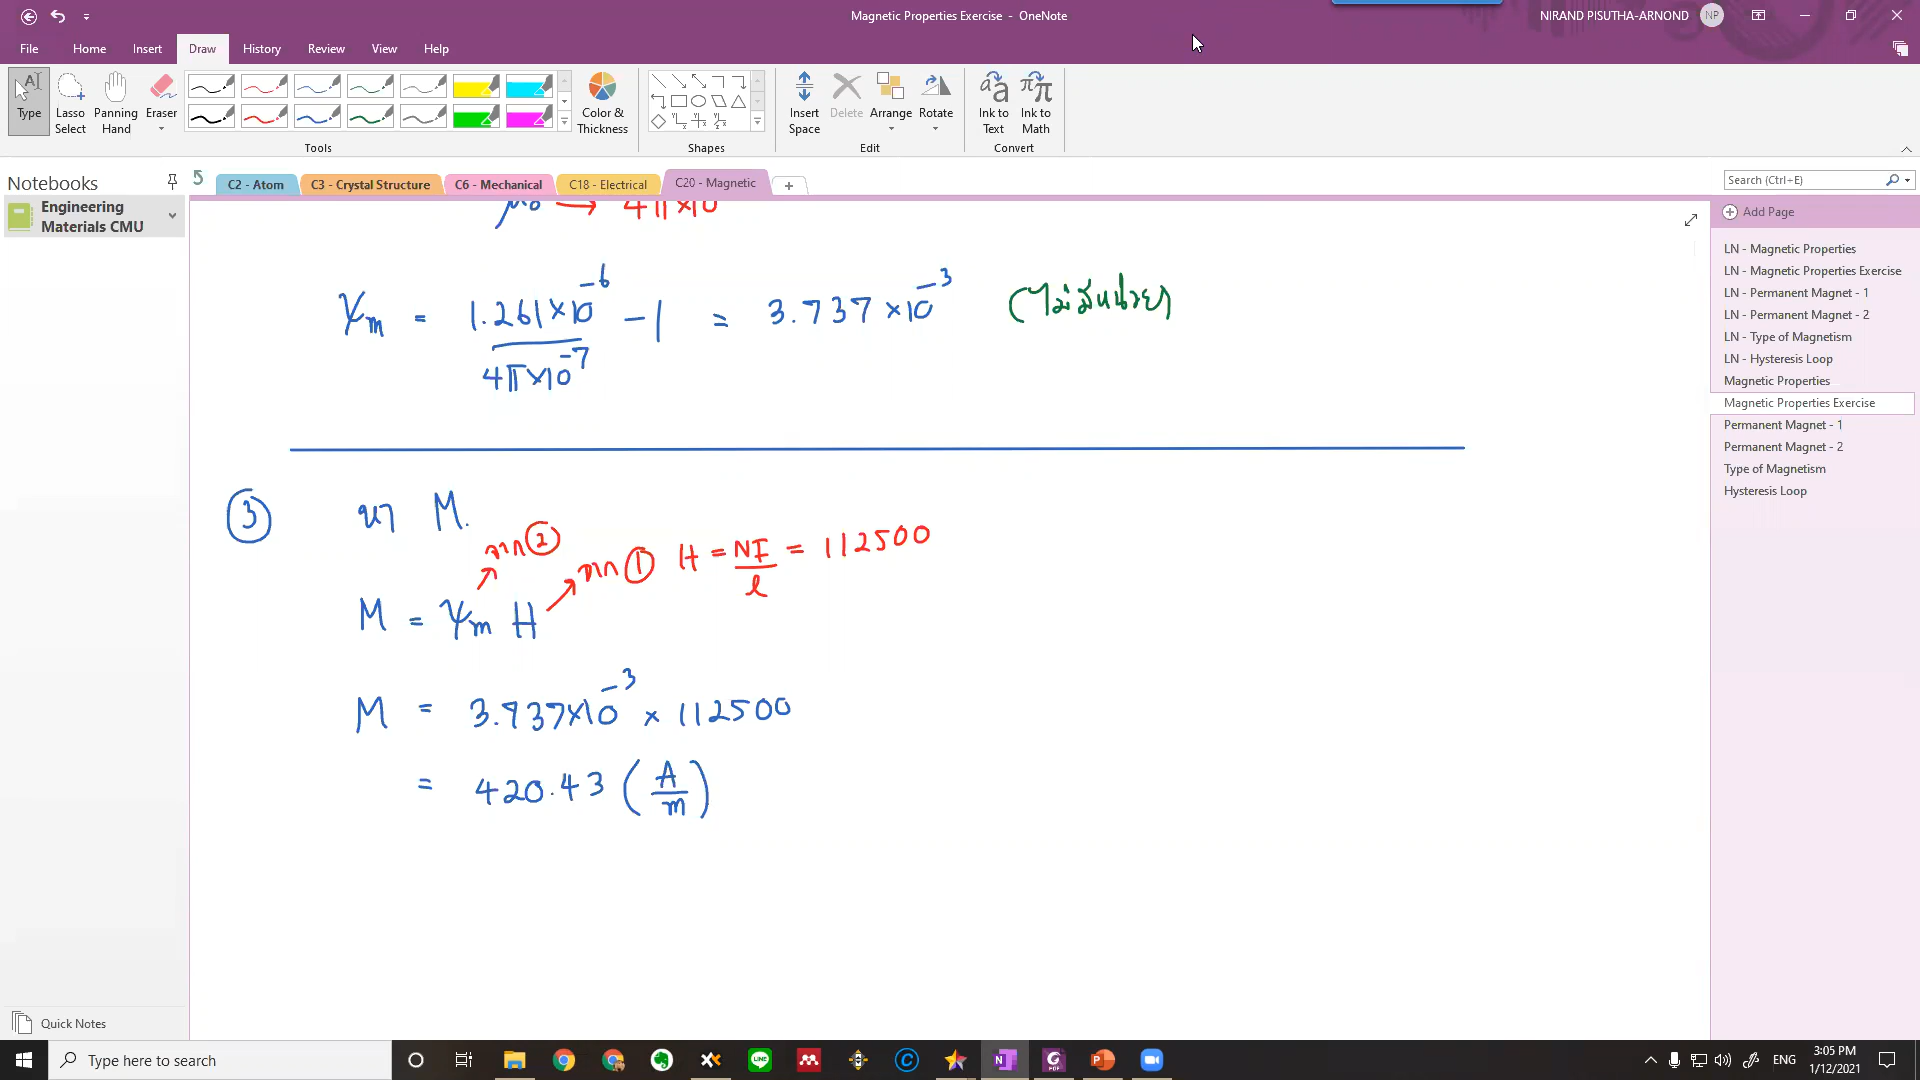 Magnetic Properties Exercise - OneNote
NIRAND PISUTHA-ARNOND NP
File Home Insert Draw History Review View Help
Type
Lasso Select
Panning Hand
Eraser
Color & Thickness
Insert Space
Delete
Arrange
Rotate
Ink to Text
Ink to Math
Tools
Shapes
Edit
Convert
Notebooks
Engineering Materials CMU
C2 - Atom
C3 - Crystal Structure
C6 - Mechanical
C18 - Electrical
C20 - Magnetic
Search (Ctrl+E)
Add Page
LN - Magnetic Properties
LN - Magnetic Properties Exercise
LN - Permanent Magnet - 1
LN - Permanent Magnet - 2
LN - Type of Magnetism
LN - Hysteresis Loop
Magnetic Properties
Magnetic Properties Exercise
Permanent Magnet - 1
Permanent Magnet - 2
Type of Magnetism
Hysteresis Loop
μ₀ → 4π×10
χm = 1.261×10⁻⁶ / 4π×10⁻⁷ - 1 = 3.737×10⁻³ (ไม่มีหน่วย)
③ หา M.
จาก ②
จาก ① H = NI/l = 112500
M = χm H
M = 3.737×10⁻³ × 112500
= 420.43 (A/m)
Quick Notes
Type here to search
ENG
3:05 PM
1/12/2021